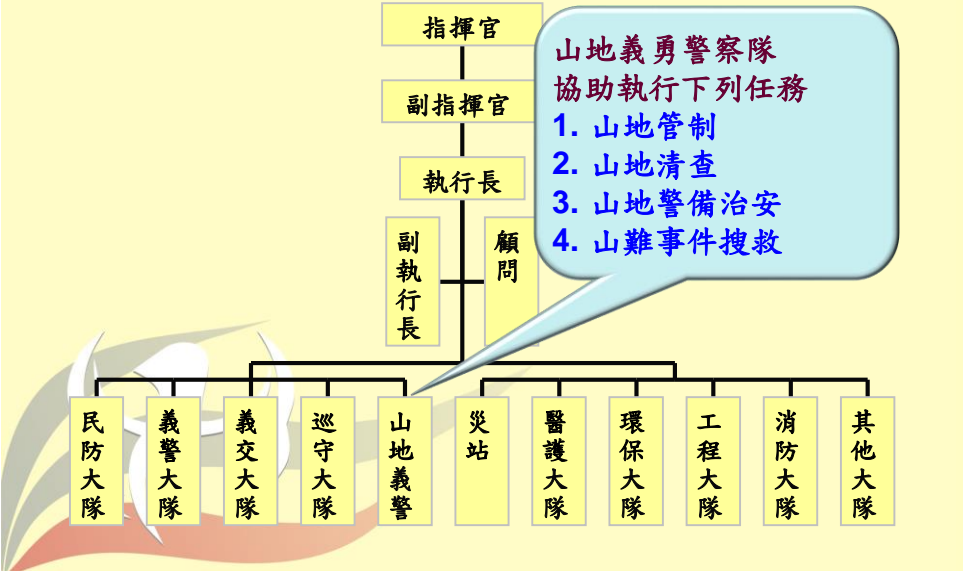 指揮官
副指揮官
執行長
副執行長
顧問
山地義勇警察隊
協助執行下列任務
1. 山地管制
2. 山地清查
3. 山地警備治安
4. 山難事件搜救
民防大隊
義警大隊
義交大隊
巡守大隊
山地義警
災站
醫護大隊
環保大隊
工程大隊
消防大隊
其他大隊